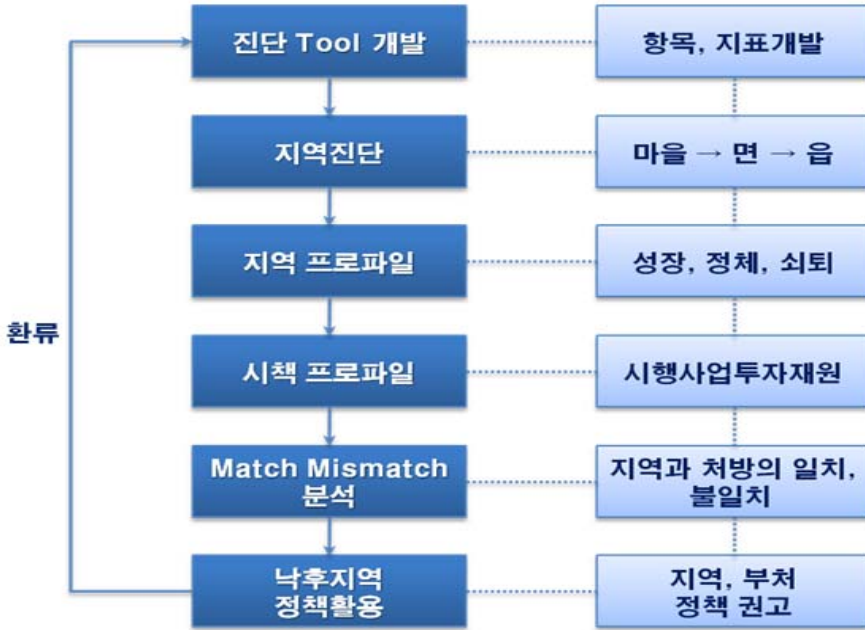 진단 Tool 개발
항목, 지표개발
지역진단
마을 → 면 → 읍
지역 프로파일
성장, 정체, 쇠퇴
환류
시책 프로파일
시행사업투자재원
Match Mismatch
분석
지역과 처방의 일치,
불일치
낙후지역
정책활용
지역, 부처
정책 권고